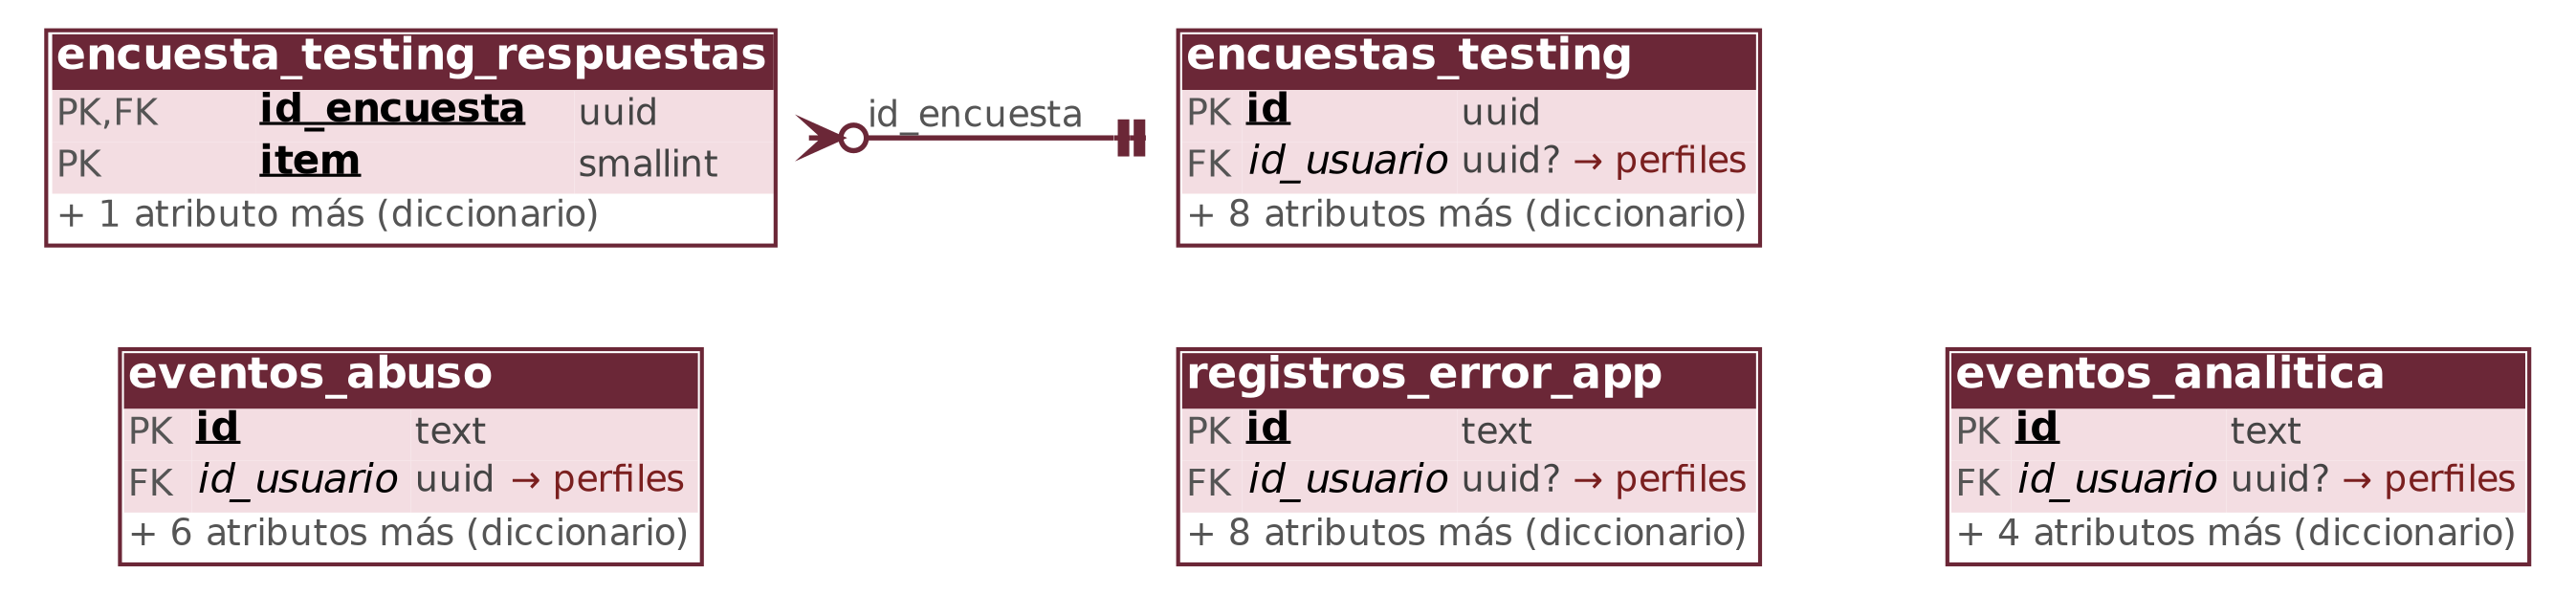 encuesta_testing_respuestas
PK,FK id_encuesta uuid
PK item smallint
+ 1 atributo más (diccionario)
id_encuesta
encuestas_testing
PK id uuid
FK id_usuario uuid? → perfiles
+ 8 atributos más (diccionario)
eventos_abuso
PK id text
FK id_usuario uuid → perfiles
+ 6 atributos más (diccionario)
registros_error_app
PK id text
FK id_usuario uuid? → perfiles
+ 8 atributos más (diccionario)
eventos_analitica
PK id text
FK id_usuario uuid? → perfiles
+ 4 atributos más (diccionario)